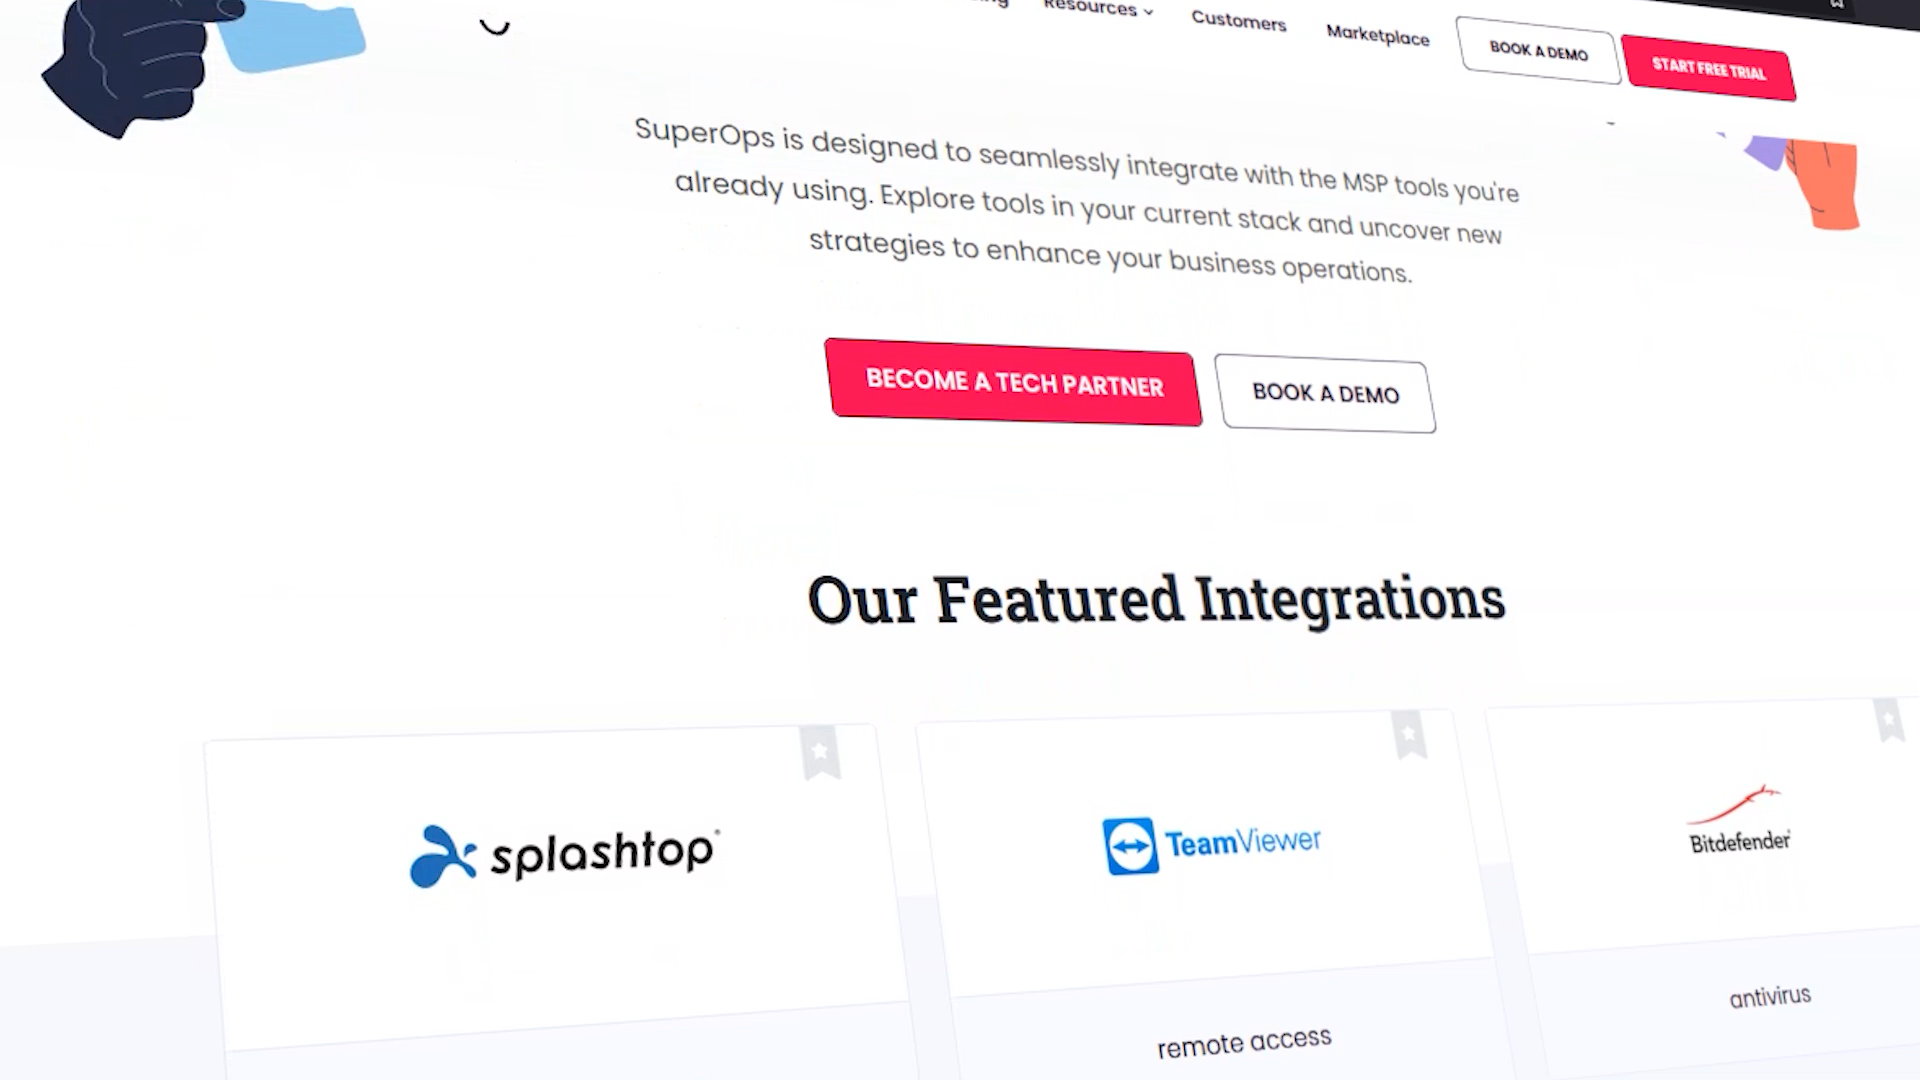 Resources
Customers
Marketplace
BOOK A DEMO
START FREE TRIAL
SuperOps is designed to seamlessly integrate with the MSP tools you're
already using. Explore tools in your current stack and uncover new
strategies to enhance your business operations.
BECOME A TECH PARTNER
BOOK A DEMO
Our Featured Integrations
splashtop
TeamViewer
Bitdefender
remote access
antivirus